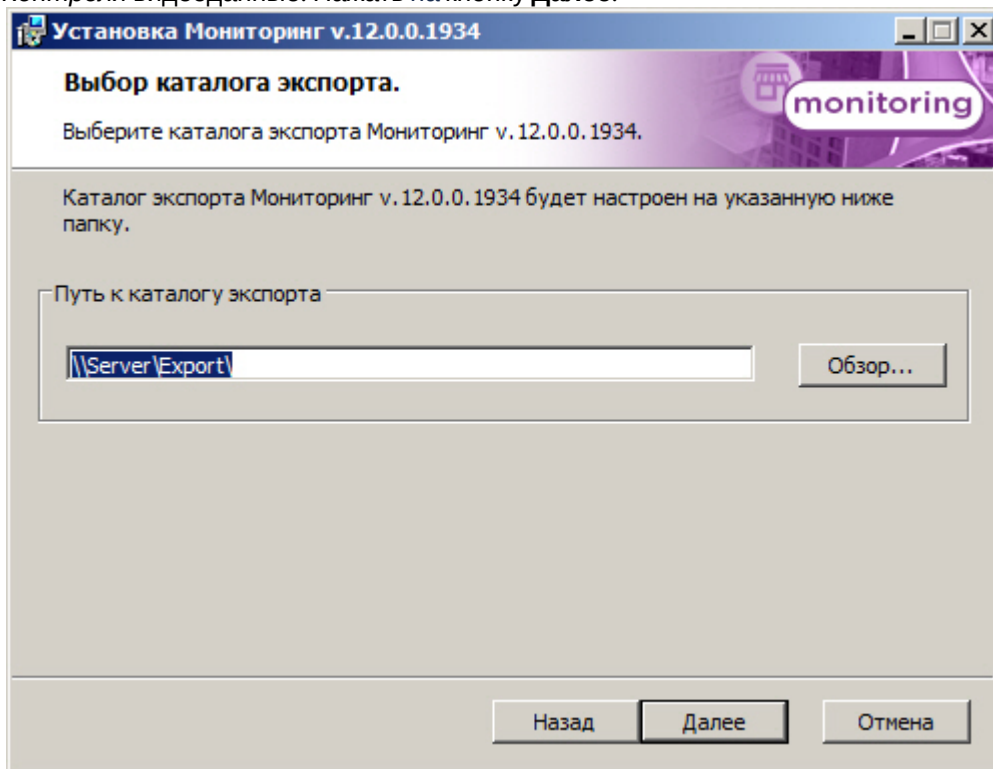 Установка Мониторинг v.12.0.0.1934
Выбор каталога экспорта.
monitoring
Выберите каталога экспорта Мониторинг v.12.0.0.1934.
Каталог экспорта Мониторинг v.12.0.0.1934 будет настроен на указанную ниже
папку.
Путь к каталогу экспорта
\\Server\Export\
Обзор...
Назад Далее Отмена